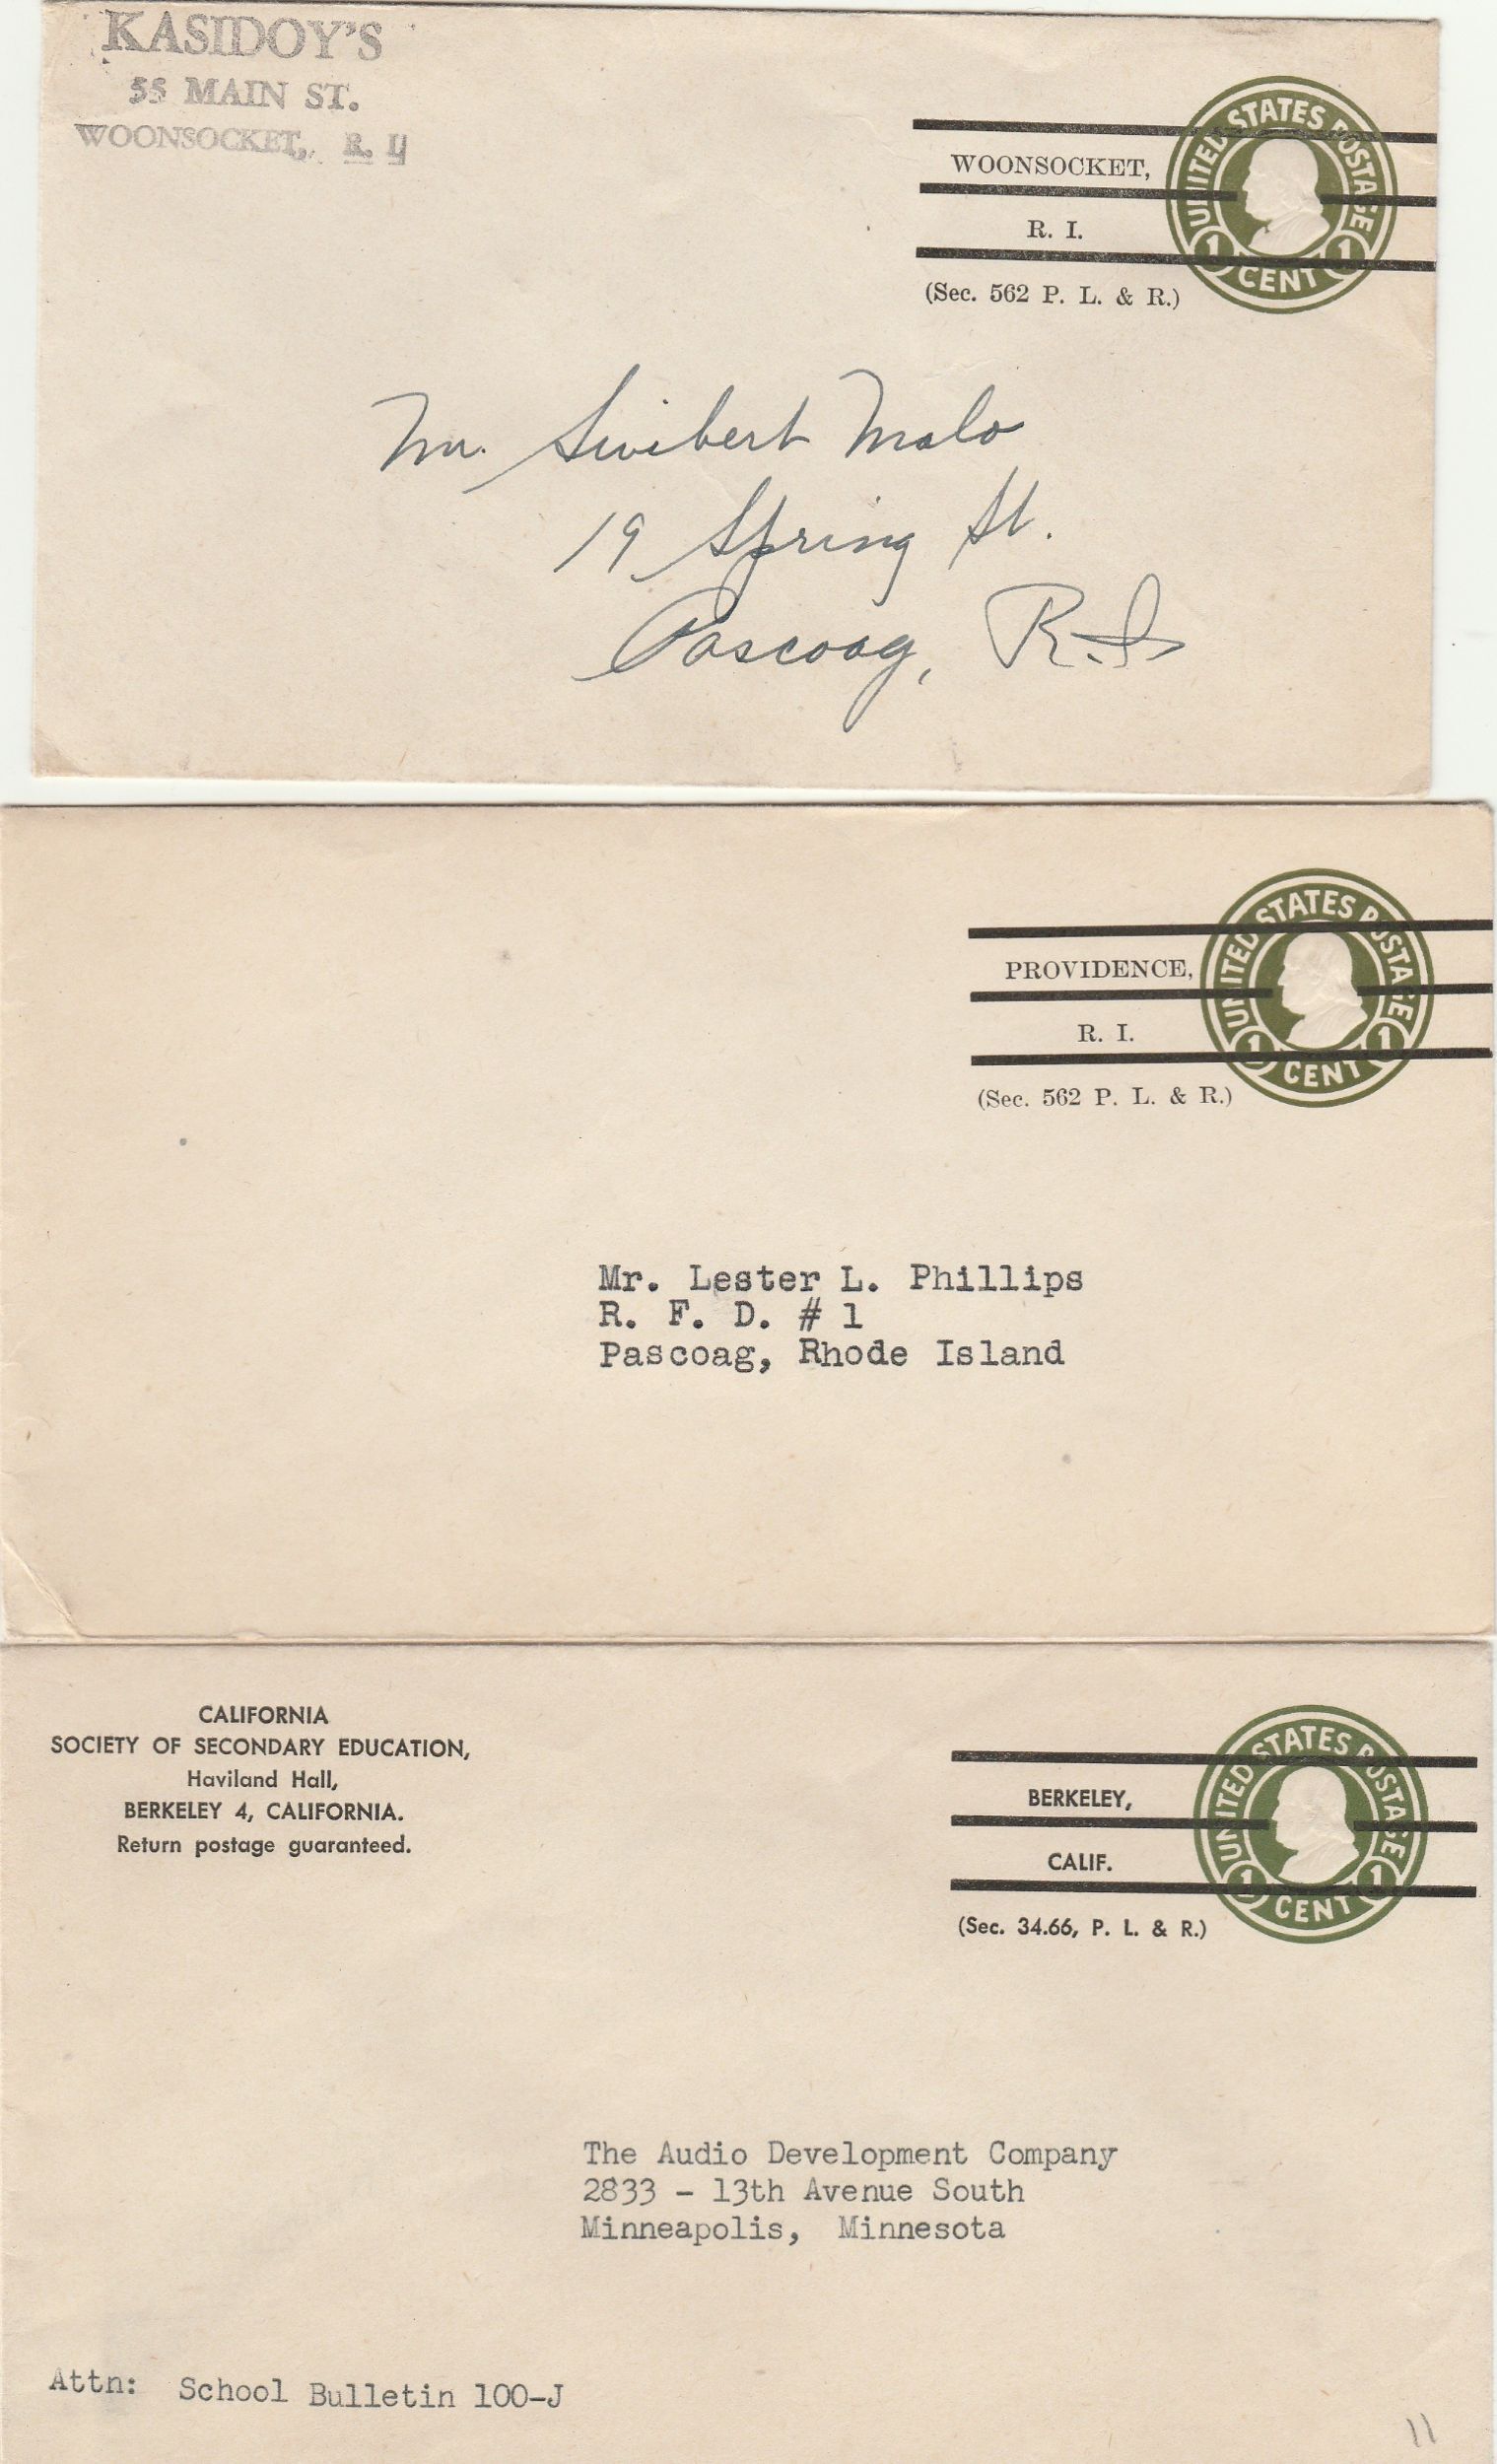 KASIDOY'S
55 MAIN ST.
WOONSOCKET, R. I
UNITED STATES POSTAGE
1 CENT 1
WOONSOCKET,
R. I.
(Sec. 562 P. L. & R.)
Mr. Swibert Malo
19 Spring St.
Pascoag, R.I.
UNITED STATES POSTAGE
1 CENT 1
PROVIDENCE,
R. I.
(Sec. 562 P. L. & R.)
Mr. Lester L. Phillips
R. F. D. # 1
Pascoag, Rhode Island
CALIFORNIA
SOCIETY OF SECONDARY EDUCATION,
Haviland Hall,
BERKELEY 4, CALIFORNIA.
Return postage guaranteed.
UNITED STATES POSTAGE
1 CENT 1
BERKELEY,
CALIF.
(Sec. 34.66, P. L. & R.)
The Audio Development Company
2833 - 13th Avenue South
Minneapolis, Minnesota
Attn: School Bulletin 100-J
11